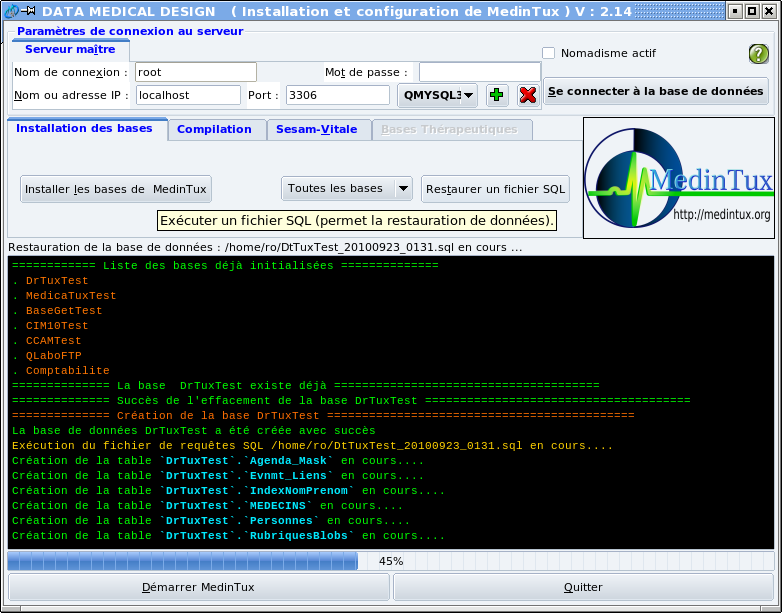 DATA MEDICAL DESIGN ( Installation et configuration de MedinTux ) V : 2.14
Paramètres de connexion au serveur
Serveur maître
Nomadisme actif
Nom de connexion : root Mot de passe :
Nom ou adresse IP : localhost Port : 3306 QMYSQL3 Se connecter à la base de données
Installation des bases Compilation Sesam-Vitale Bases Thérapeutiques
Installer les bases de MedinTux Toutes les bases Restaurer un fichier SQL
MedinTux
http://medintux.org
Exécuter un fichier SQL (permet la restauration de données).
Restauration de la base de données : /home/ro/DtTuxTest_20100923_0131.sql en cours ...
============ Liste des bases déjà initialisées ==============
. DrTuxTest
. MedicaTuxTest
. BaseGetTest
. CIM10Test
. CCAMTest
. QLaboFTP
. Comptabilite
============== La base DrTuxTest existe déjà ======================================
============== Succès de l'effacement de la base DrTuxTest ======================================
============== Création de la base DrTuxTest ============================================
La base de données DrTuxTest a été créée avec succès
Exécution du fichier de requêtes SQL /home/ro/DtTuxTest_20100923_0131.sql en cours....
Création de la table `DrTuxTest`.`Agenda_Mask` en cours....
Création de la table `DrTuxTest`.`Evnmt_Liens` en cours....
Création de la table `DrTuxTest`.`IndexNomPrenom` en cours....
Création de la table `DrTuxTest`.`MEDECINS` en cours....
Création de la table `DrTuxTest`.`Personnes` en cours....
Création de la table `DrTuxTest`.`RubriquesBlobs` en cours....
45%
Démarrer MedinTux Quitter